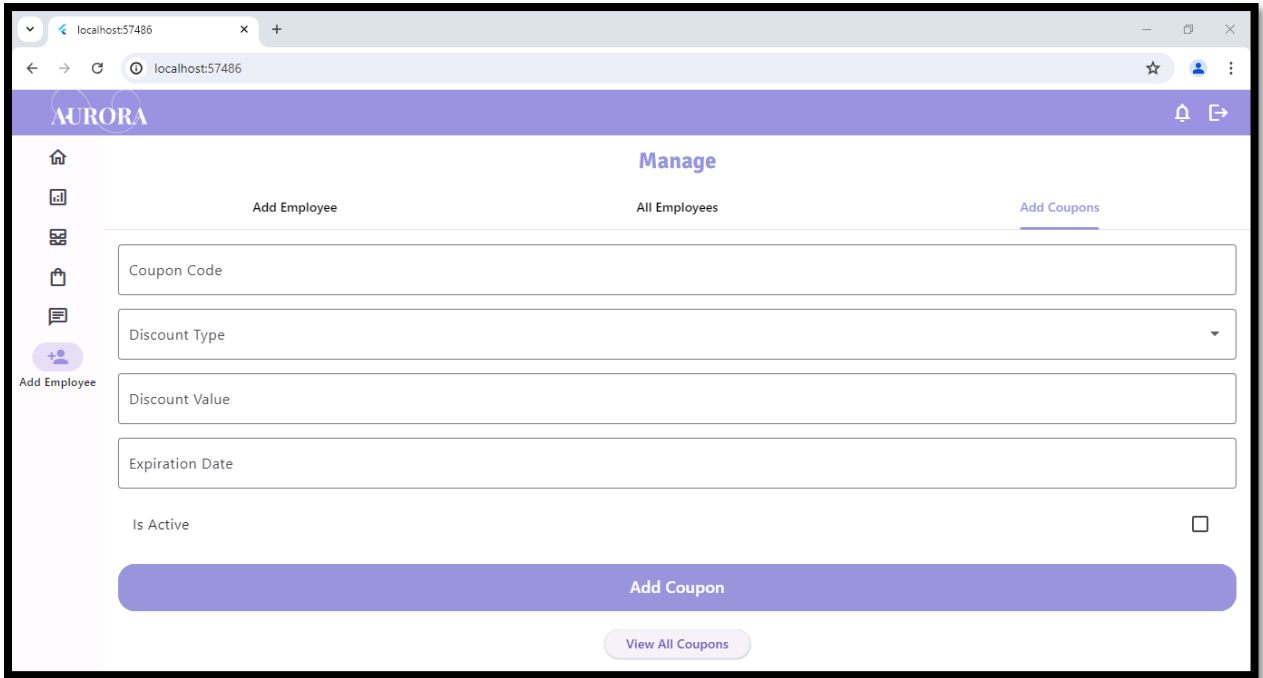 localhost:57486
localhost:57486
AURORA
Manage
Add Employee All Employees Add Coupons
Coupon Code
Discount Type
Add Employee
Discount Value
Expiration Date
Is Active
Add Coupon
View All Coupons